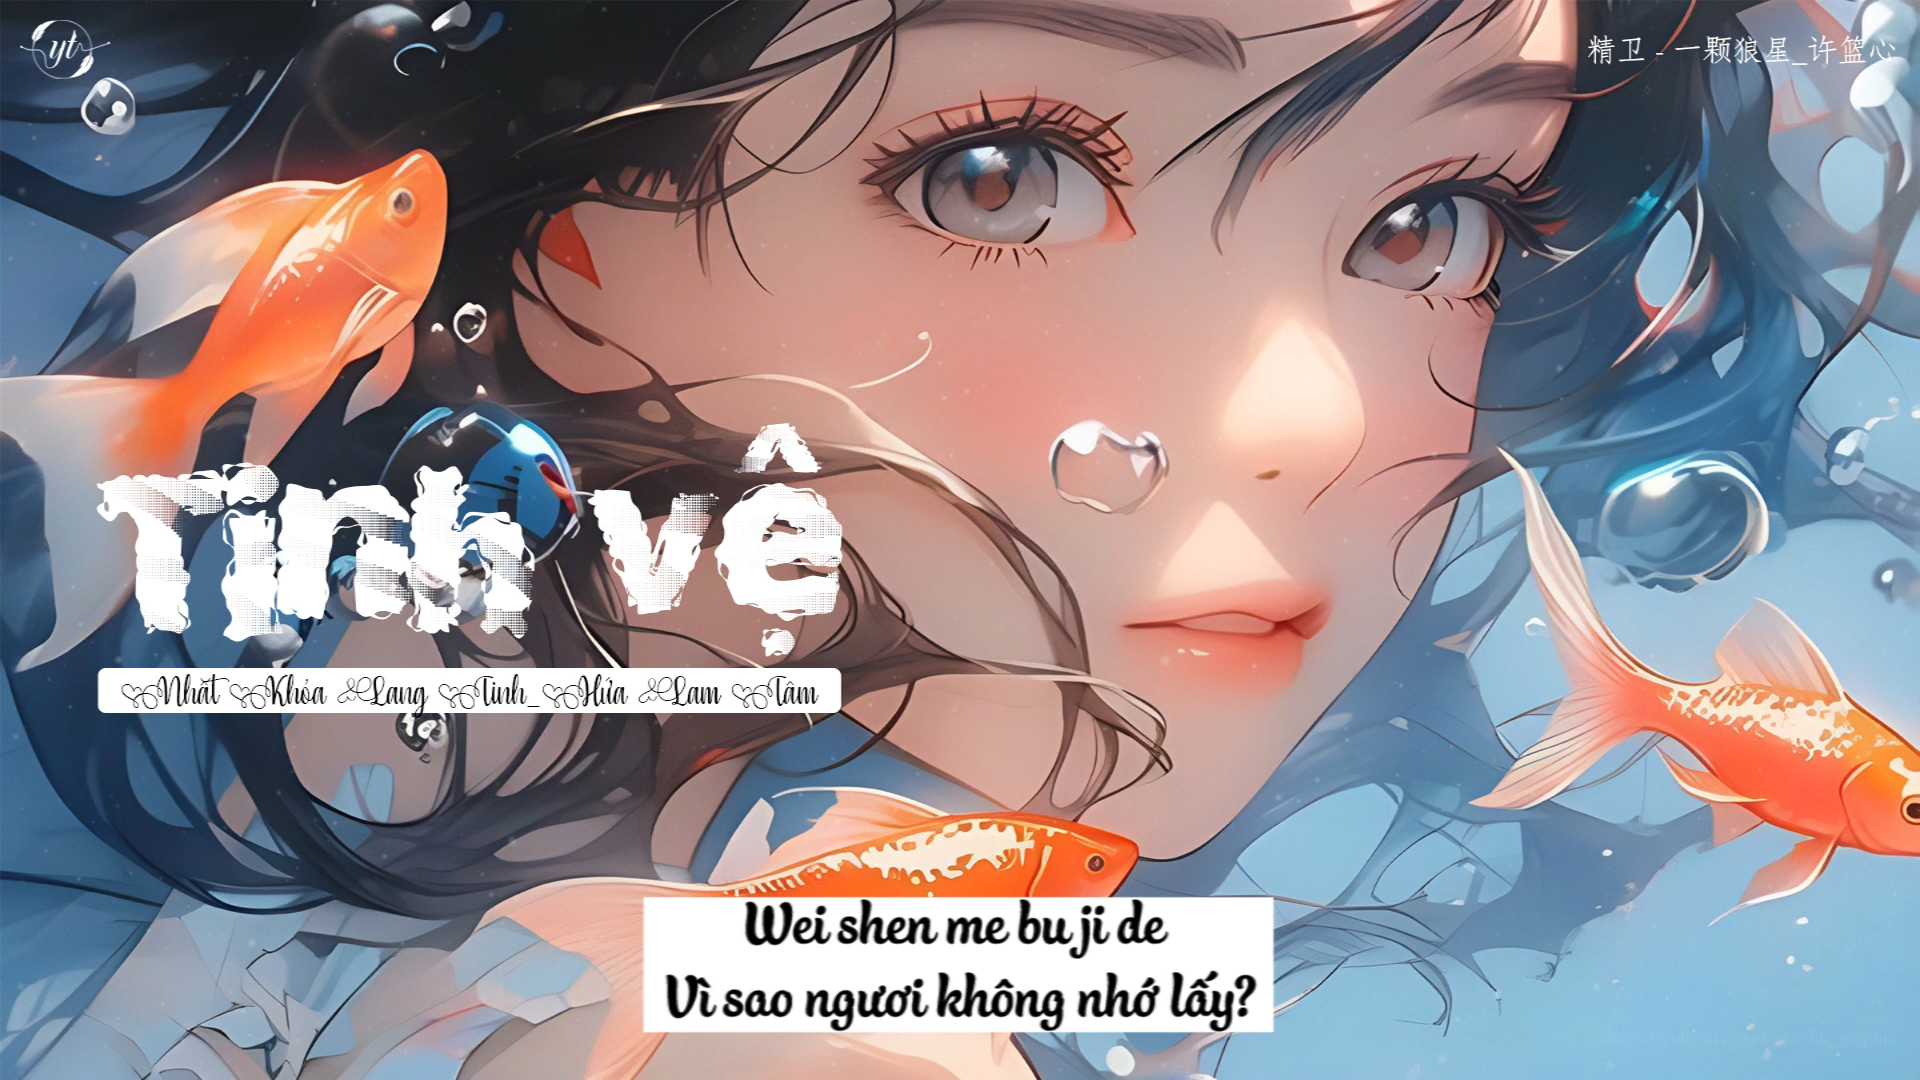 yt
精卫 - 一颗狼星_许篮心
Tinh vệ
Nhất Khỏa Lang Tinh_Hứa Lam Tâm
Wei shen me bu ji de
Vì sao ngươi không nhớ lấy?